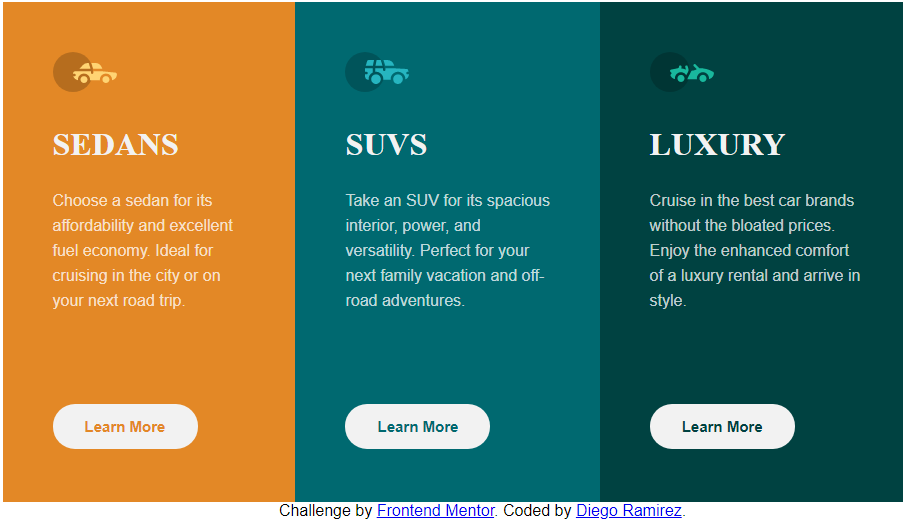 SEDANS
Choose a sedan for its
affordability and excellent
fuel economy. Ideal for
cruising in the city or on
your next road trip.
Learn More
SUVS
Take an SUV for its spacious
interior, power, and
versatility. Perfect for your
next family vacation and off-
road adventures.
Learn More
LUXURY
Cruise in the best car brands
without the bloated prices.
Enjoy the enhanced comfort
of a luxury rental and arrive in
style.
Learn More
Challenge by Frontend Mentor. Coded by Diego Ramirez.